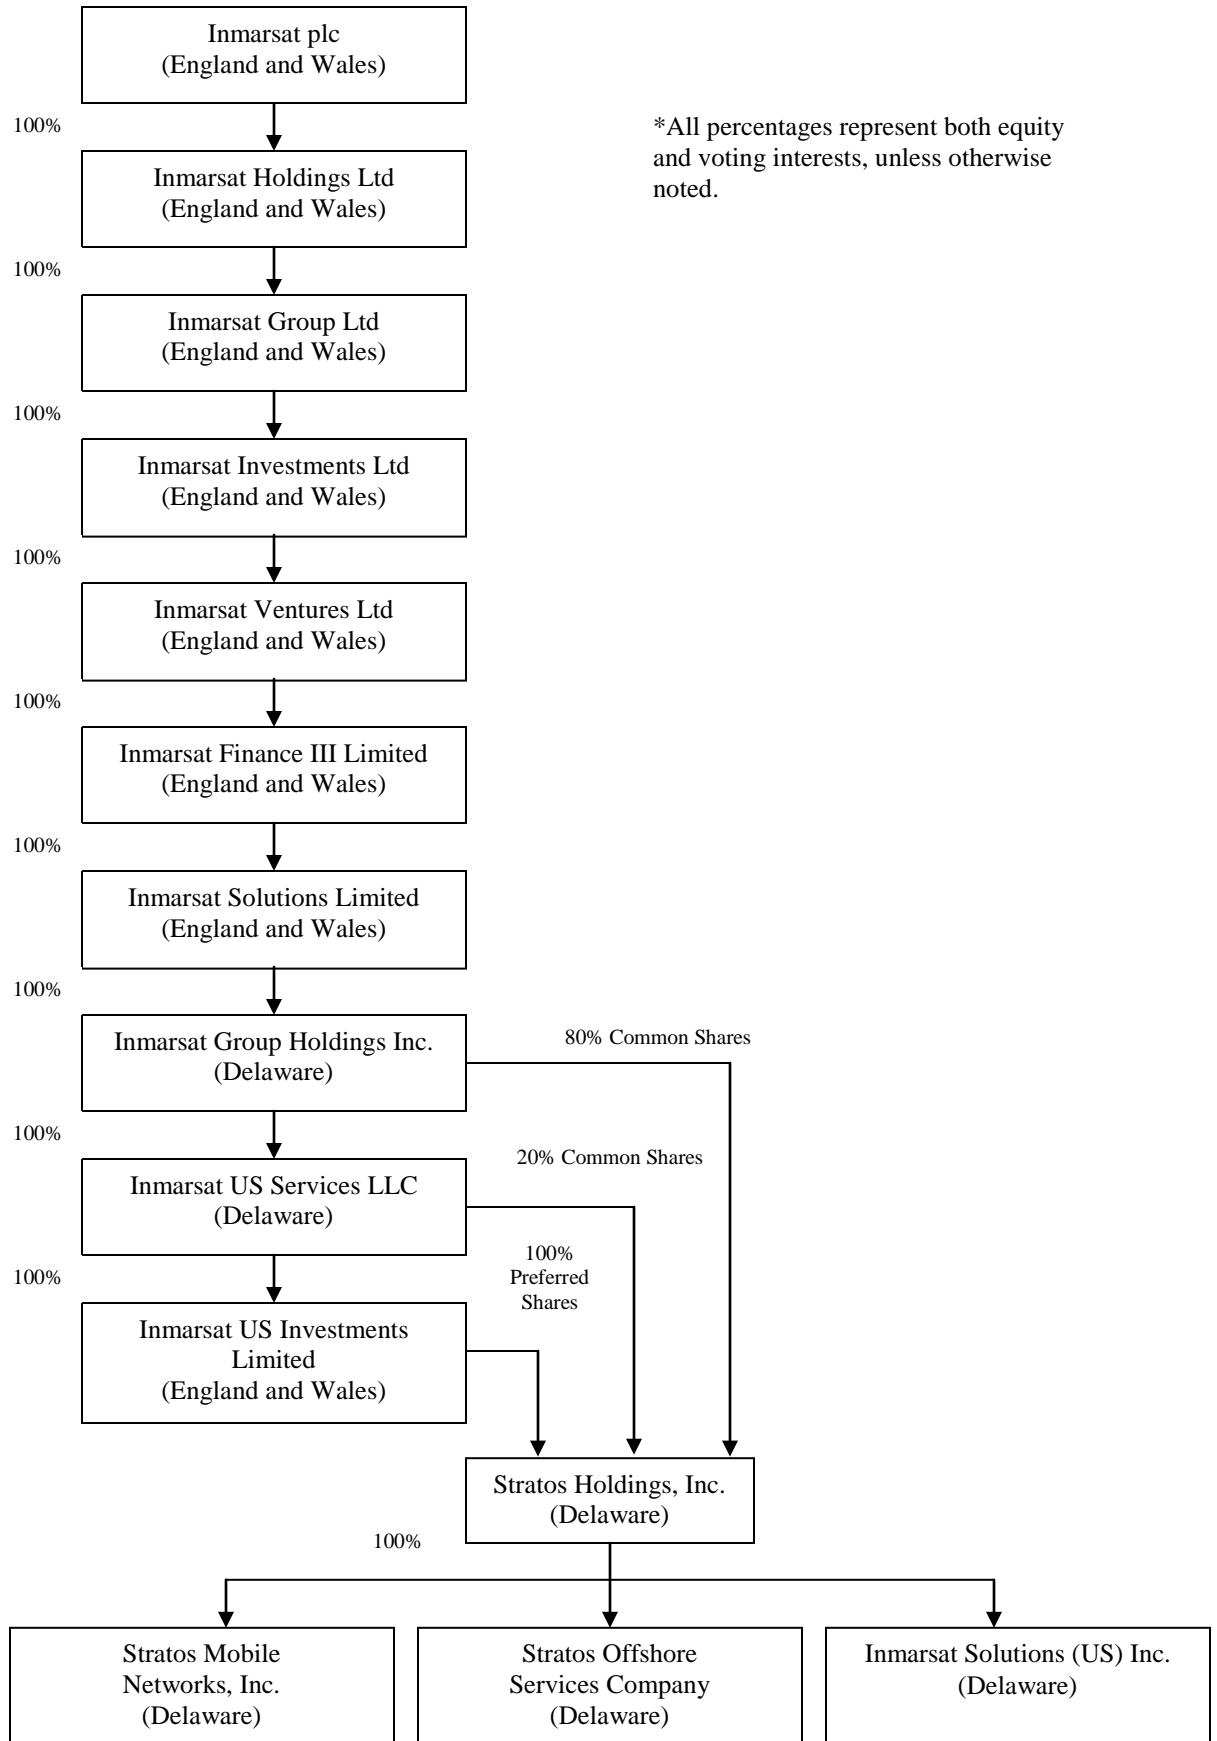 Inmarsat plc
(England and Wales)
100%
*All percentages represent both equity
and voting interests, unless otherwise
noted.
Inmarsat Holdings Ltd
(England and Wales)
100%
Inmarsat Group Ltd
(England and Wales)
100%
Inmarsat Investments Ltd
(England and Wales)
100%
Inmarsat Ventures Ltd
(England and Wales)
100%
Inmarsat Finance III Limited
(England and Wales)
100%
Inmarsat Solutions Limited
(England and Wales)
100%
Inmarsat Group Holdings Inc.
(Delaware)
80% Common Shares
100%
Inmarsat US Services LLC
(Delaware)
20% Common Shares
100%
Inmarsat US Investments
Limited
(England and Wales)
100%
Preferred
Shares
Stratos Holdings, Inc.
(Delaware)
100%
Stratos Mobile
Networks, Inc.
(Delaware)
Stratos Offshore
Services Company
(Delaware)
Inmarsat Solutions (US) Inc.
(Delaware)